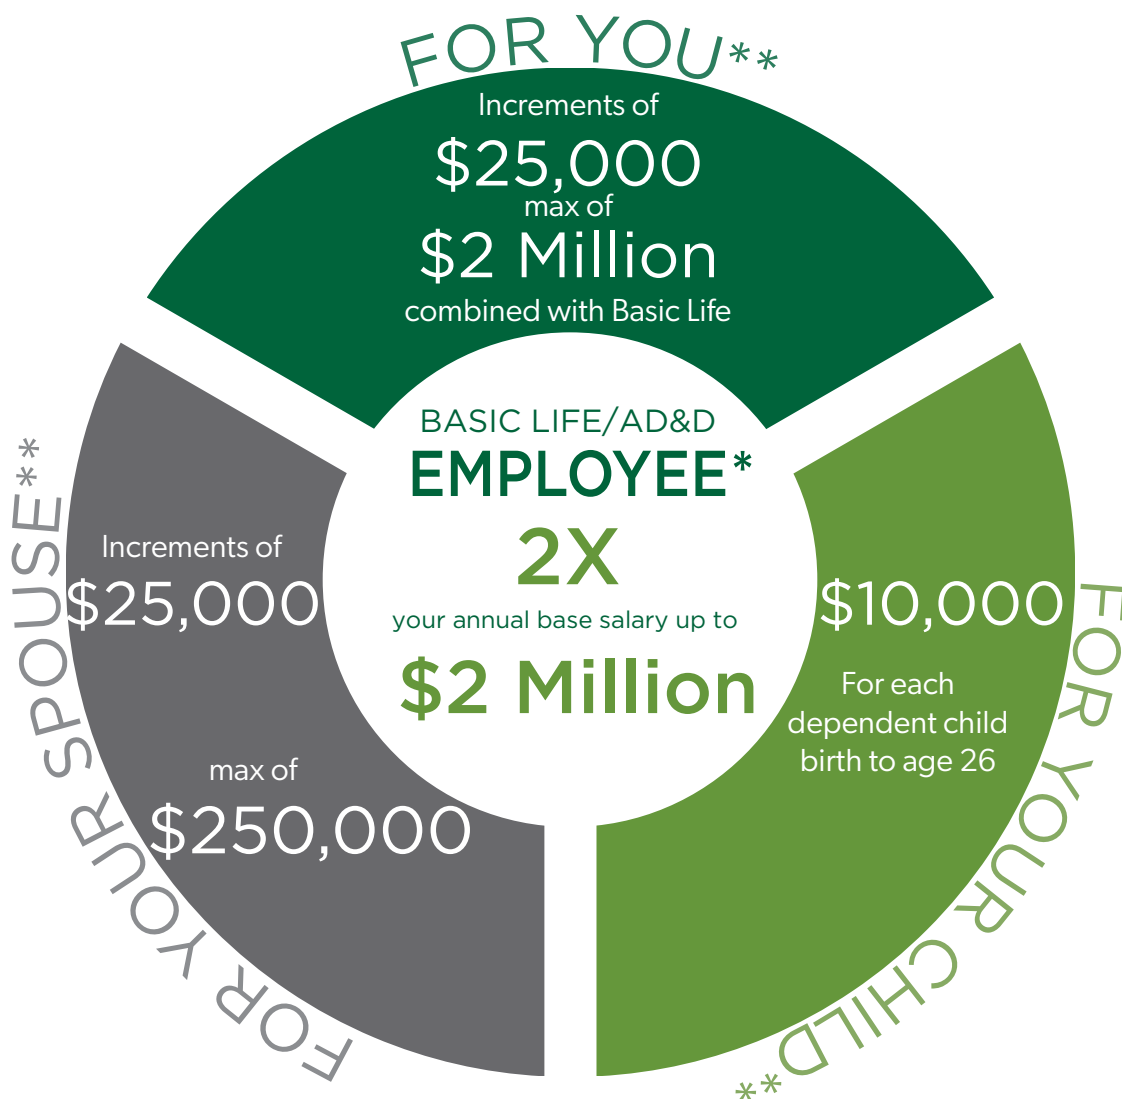 FOR YOU**
Increments of
$25,000
max of
$2 Million
combined with Basic Life
BASIC LIFE/AD&D
EMPLOYEE*
2X
your annual base salary up to
$2 Million
FOR YOUR SPOUSE**
Increments of
$25,000
max of
$250,000
FOR YOUR CHILD**
$10,000
For each
dependent child
birth to age 26